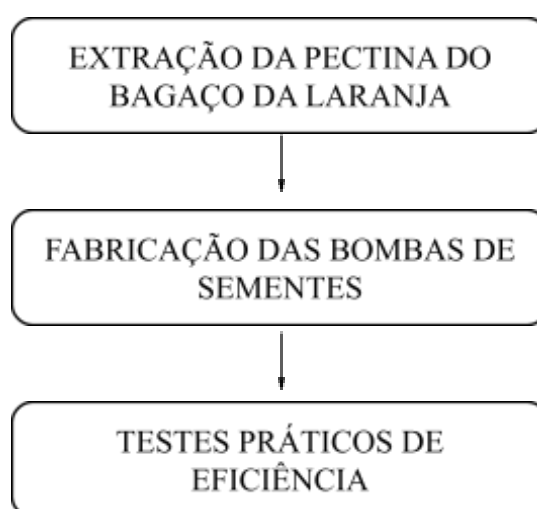 EXTRAÇÃO DA PECTINA DO
BAGAÇO DA LARANJA
FABRICAÇÃO DAS BOMBAS DE
SEMENTES
TESTES PRÁTICOS DE
EFICIÊNCIA